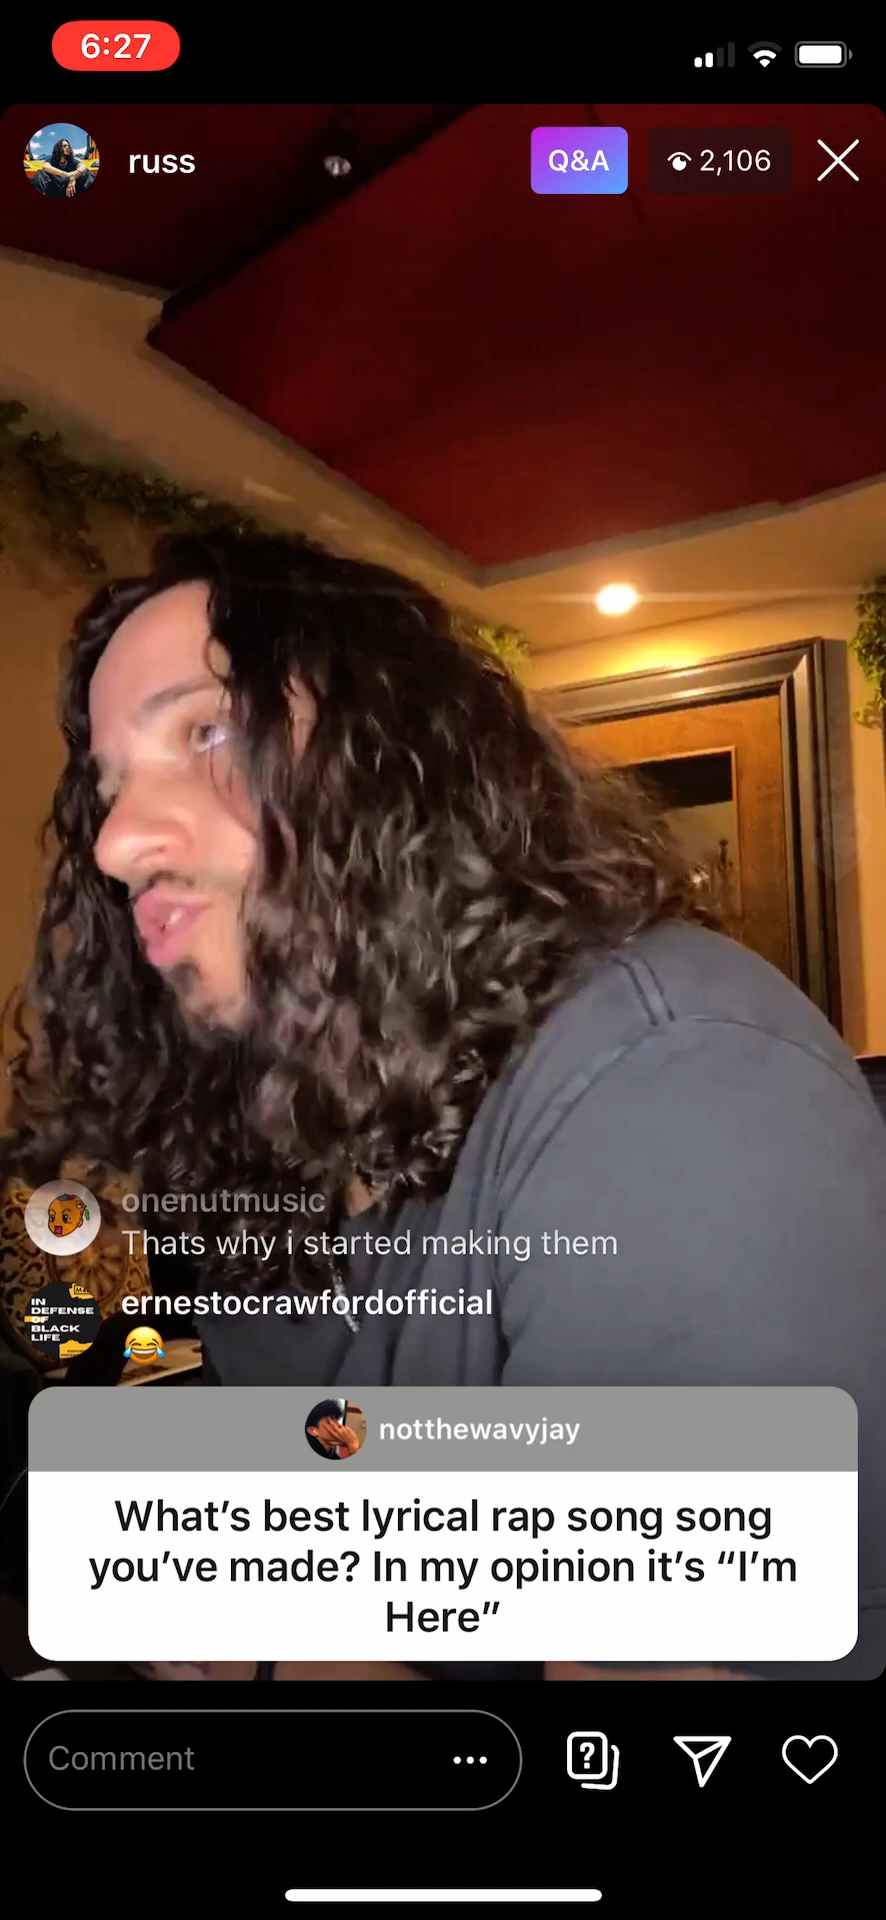 6:27
russ
Q&A
2,106
onenutmusic
Thats why i started making them
ernestocrawfordofficial
IN
DEFENSE
OF
BLACK
LIFE
😂
notthewavyjay
What's best lyrical rap song song
you've made? In my opinion it's “I'm
Here”
Comment